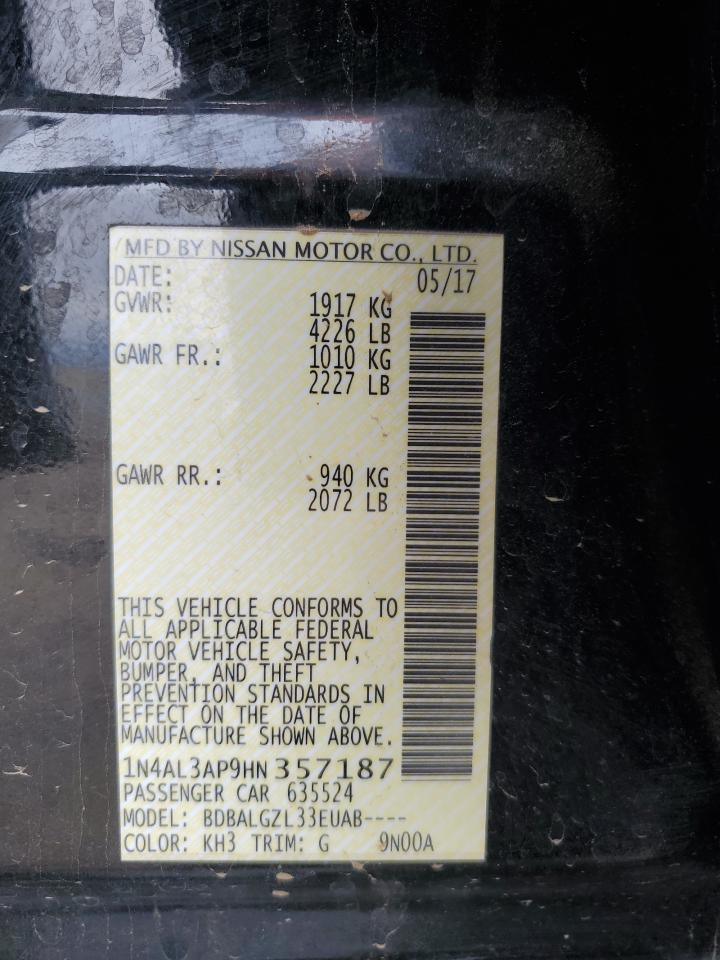 MFD BY NISSAN MOTOR CO., LTD.
DATE: 05/17
GVWR: 1917 KG
4226 LB
GAWR FR.: 1010 KG
2227 LB
GAWR RR.: 940 KG
2072 LB
THIS VEHICLE CONFORMS TO
ALL APPLICABLE FEDERAL
MOTOR VEHICLE SAFETY,
BUMPER, AND THEFT
PREVENTION STANDARDS IN
EFFECT ON THE DATE OF
MANUFACTURE SHOWN ABOVE.
1N4AL3AP9HN357187
PASSENGER CAR 635524
MODEL: BDBALGZL33EUAB----
COLOR: KH3 TRIM: G 9N00A